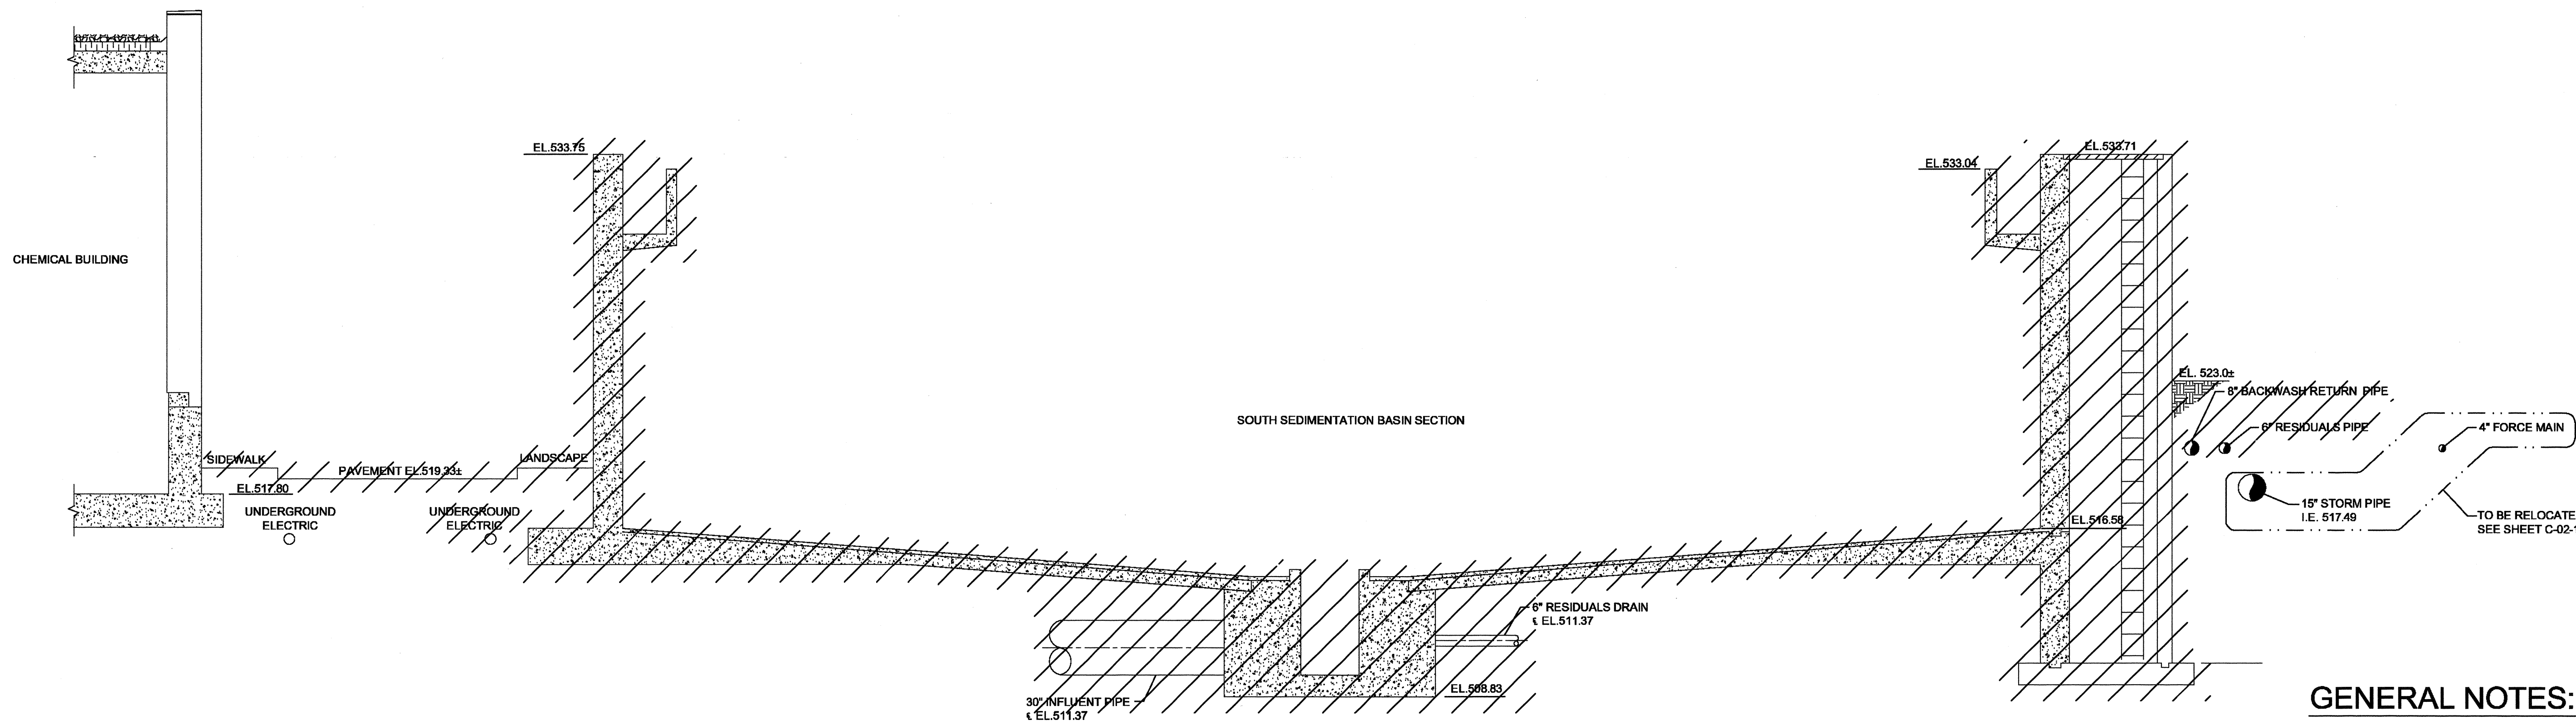 EL.533.75
EL.533.04
EL.533.71
CHEMICAL BUILDING
EL. 523.0±
8" BACKWASH RETURN PIPE
SOUTH SEDIMENTATION BASIN SECTION
6" RESIDUALS PIPE
4" FORCE MAIN
SIDEWALK
PAVEMENT EL.519.33±
LANDSCAPE
EL.517.80
UNDERGROUND
ELECTRIC
UNDERGROUND
ELECTRIC
15" STORM PIPE
I.E. 517.49
EL.516.58
TO BE RELOCATE
SEE SHEET C-02-1
6" RESIDUALS DRAIN
℄ EL.511.37
EL.508.83
30" INFLUENT PIPE
℄ EL.511.37
GENERAL NOTES: